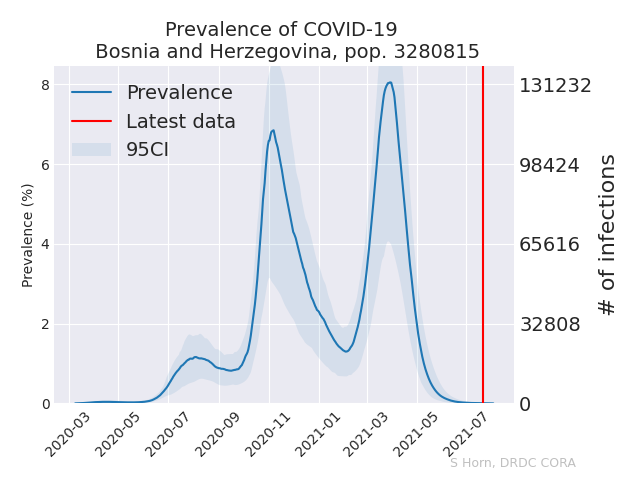 Prevalence of COVID-19
Bosnia and Herzegovina, pop. 3280815
Prevalence
Latest data
95CI
Prevalence (%)
8
6
4
2
0
131232
98424
65616
32808
0
# of infections
2020-03
2020-05
2020-07
2020-09
2020-11
2021-01
2021-03
2021-05
2021-07
S Horn, DRDC CORA